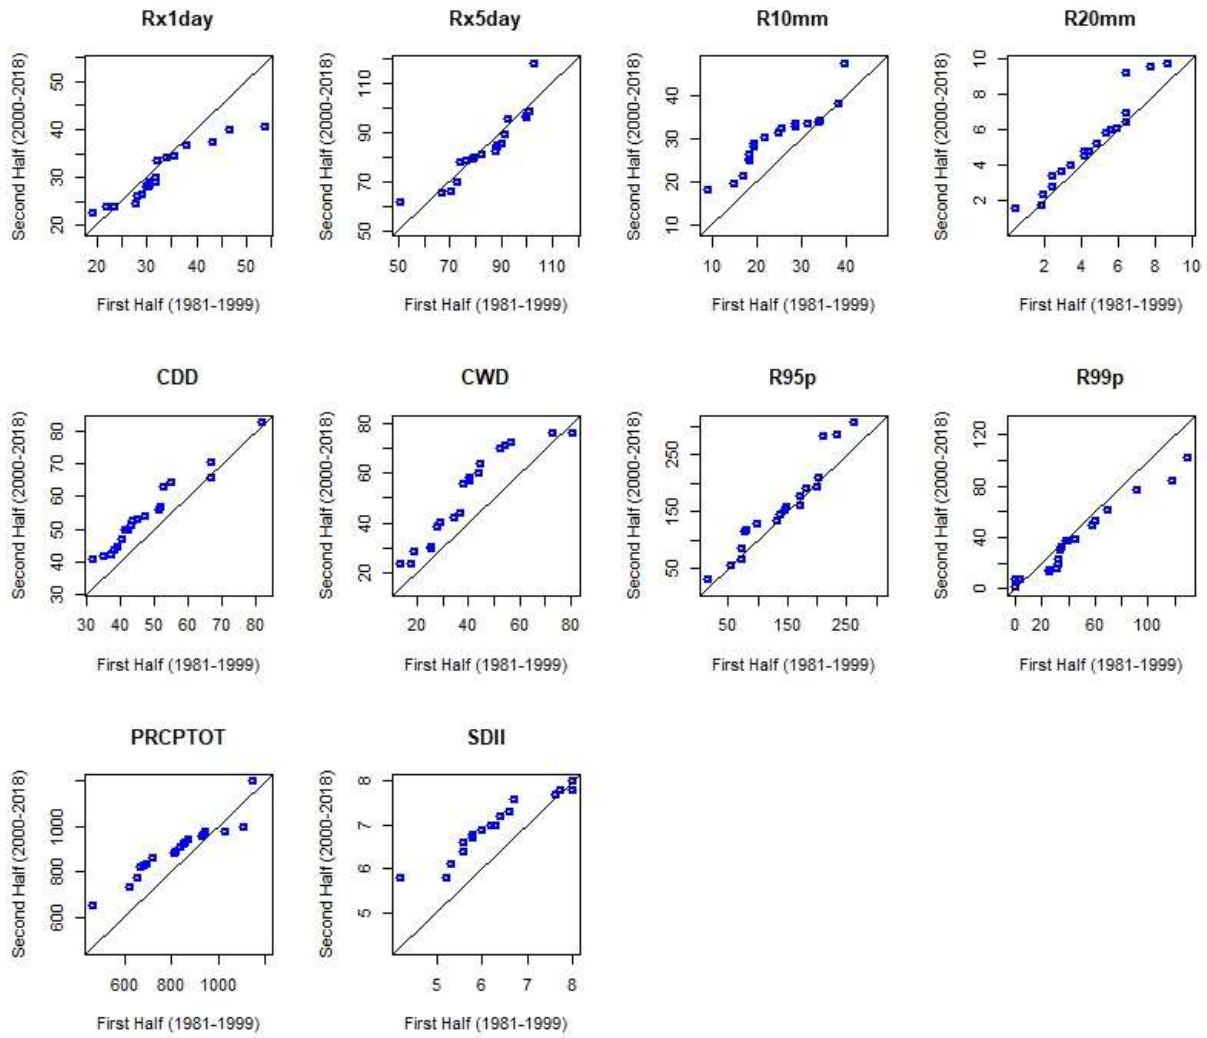 Rx1day
Second Half (2000-2018)
20 30 40 50
20 30 40 50
First Half (1981-1999)
Rx5day
Second Half (2000-2018)
50 70 90 110
50 70 90 110
First Half (1981-1999)
R10mm
Second Half (2000-2018)
10 20 30 40
10 20 30 40
First Half (1981-1999)
R20mm
Second Half (2000-2018)
2 4 6 8 10
2 4 6 8 10
First Half (1981-1999)
CDD
Second Half (2000-2018)
30 40 50 60 70 80
30 40 50 60 70 80
First Half (1981-1999)
CWD
Second Half (2000-2018)
20 40 60 80
20 40 60 80
First Half (1981-1999)
R95p
Second Half (2000-2018)
50 150 250
50 150 250
First Half (1981-1999)
R99p
Second Half (2000-2018)
0 40 80 120
0 20 60 100
First Half (1981-1999)
PRCPTOT
Second Half (2000-2018)
600 800 1000
600 800 1000
First Half (1981-1999)
SDII
Second Half (2000-2018)
5 6 7 8
5 6 7 8
First Half (1981-1999)